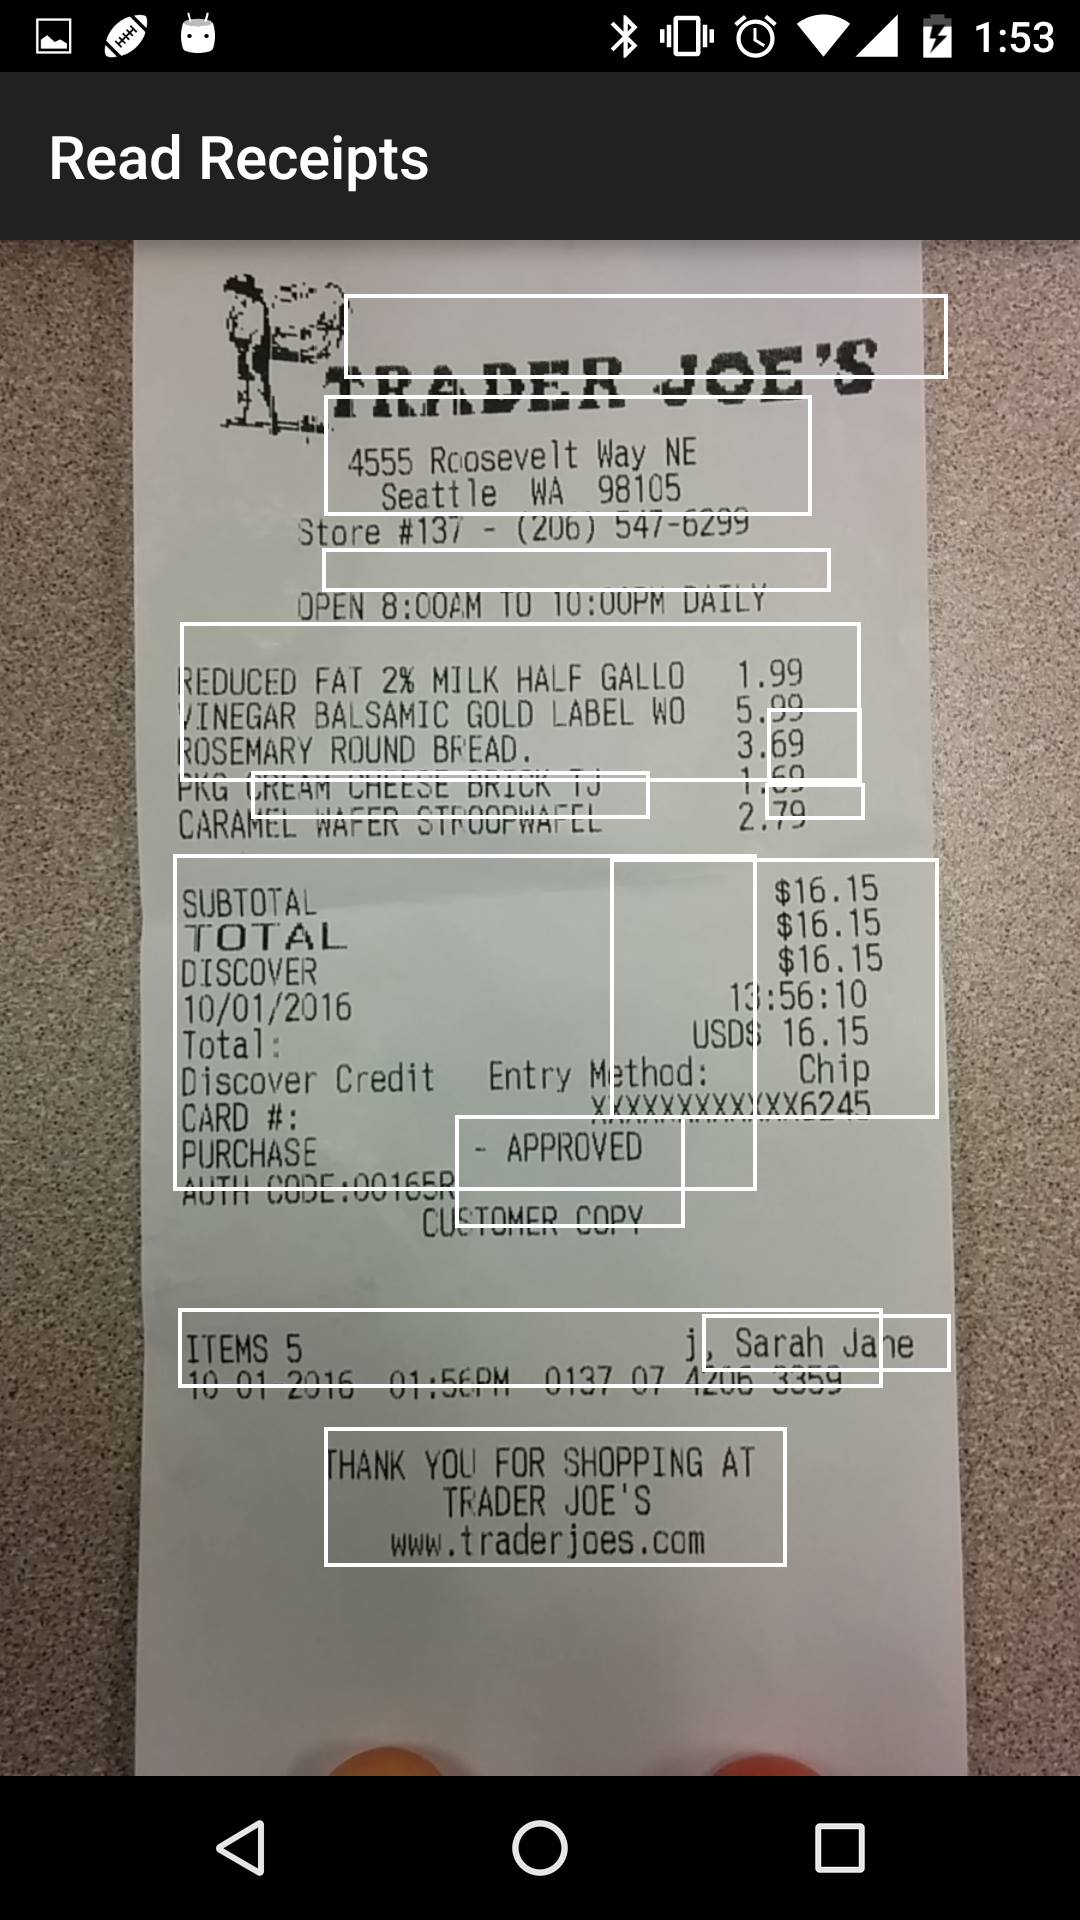 1:53
Read Receipts
TRADER JOE'S
4555 Roosevelt Way NE
Seattle WA 98105
Store #137 - (206) 547-6299
OPEN 8:00AM TO 10:00PM DAILY
REDUCED FAT 2% MILK HALF GALLO 1.99
VINEGAR BALSAMIC GOLD LABEL WO 5.99
ROSEMARY ROUND BREAD. 3.69
PKG CREAM CHEESE BRICK TJ 1.69
CARAMEL WAFER STROOPWAFEL 2.79
SUBTOTAL $16.15
TOTAL $16.15
DISCOVER $16.15
10/01/2016 13:56:10
Total: USD$ 16.15
Discover Credit Entry Method: Chip
CARD #: XXXXXXXXXXXX6245
PURCHASE - APPROVED
AUTH CODE:00165R
CUSTOMER COPY
ITEMS 5 j, Sarah Jane
10-01-2016 01:56PM 0137 07 4206 3359
THANK YOU FOR SHOPPING AT
TRADER JOE'S
www.traderjoes.com